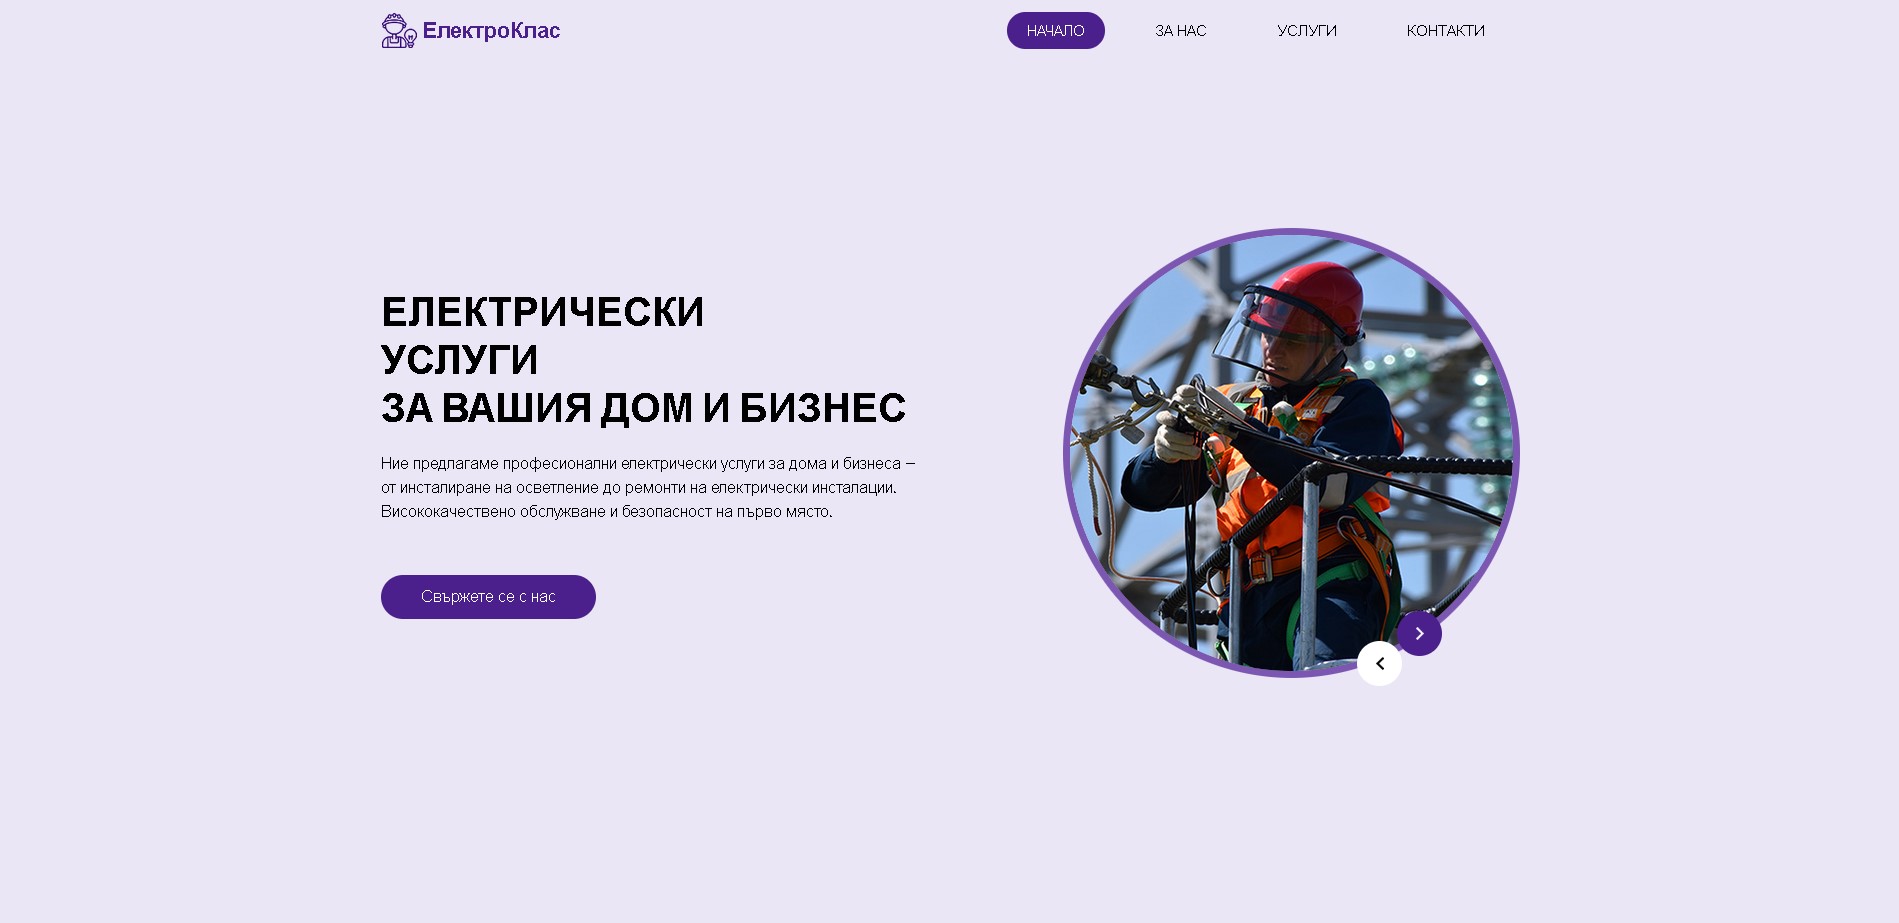 ЕлектроКлас
НАЧАЛО
ЗА НАС
УСЛУГИ
КОНТАКТИ
ЕЛЕКТРИЧЕСКИ
УСЛУГИ
ЗА ВАШИЯ ДОМ И БИЗНЕС
Ние предлагаме професионални електрически услуги за дома и бизнеса –
от инсталиране на осветление до ремонти на електрически инсталации.
Висококачествено обслужване и безопасност на първо място.
Свържете се с нас